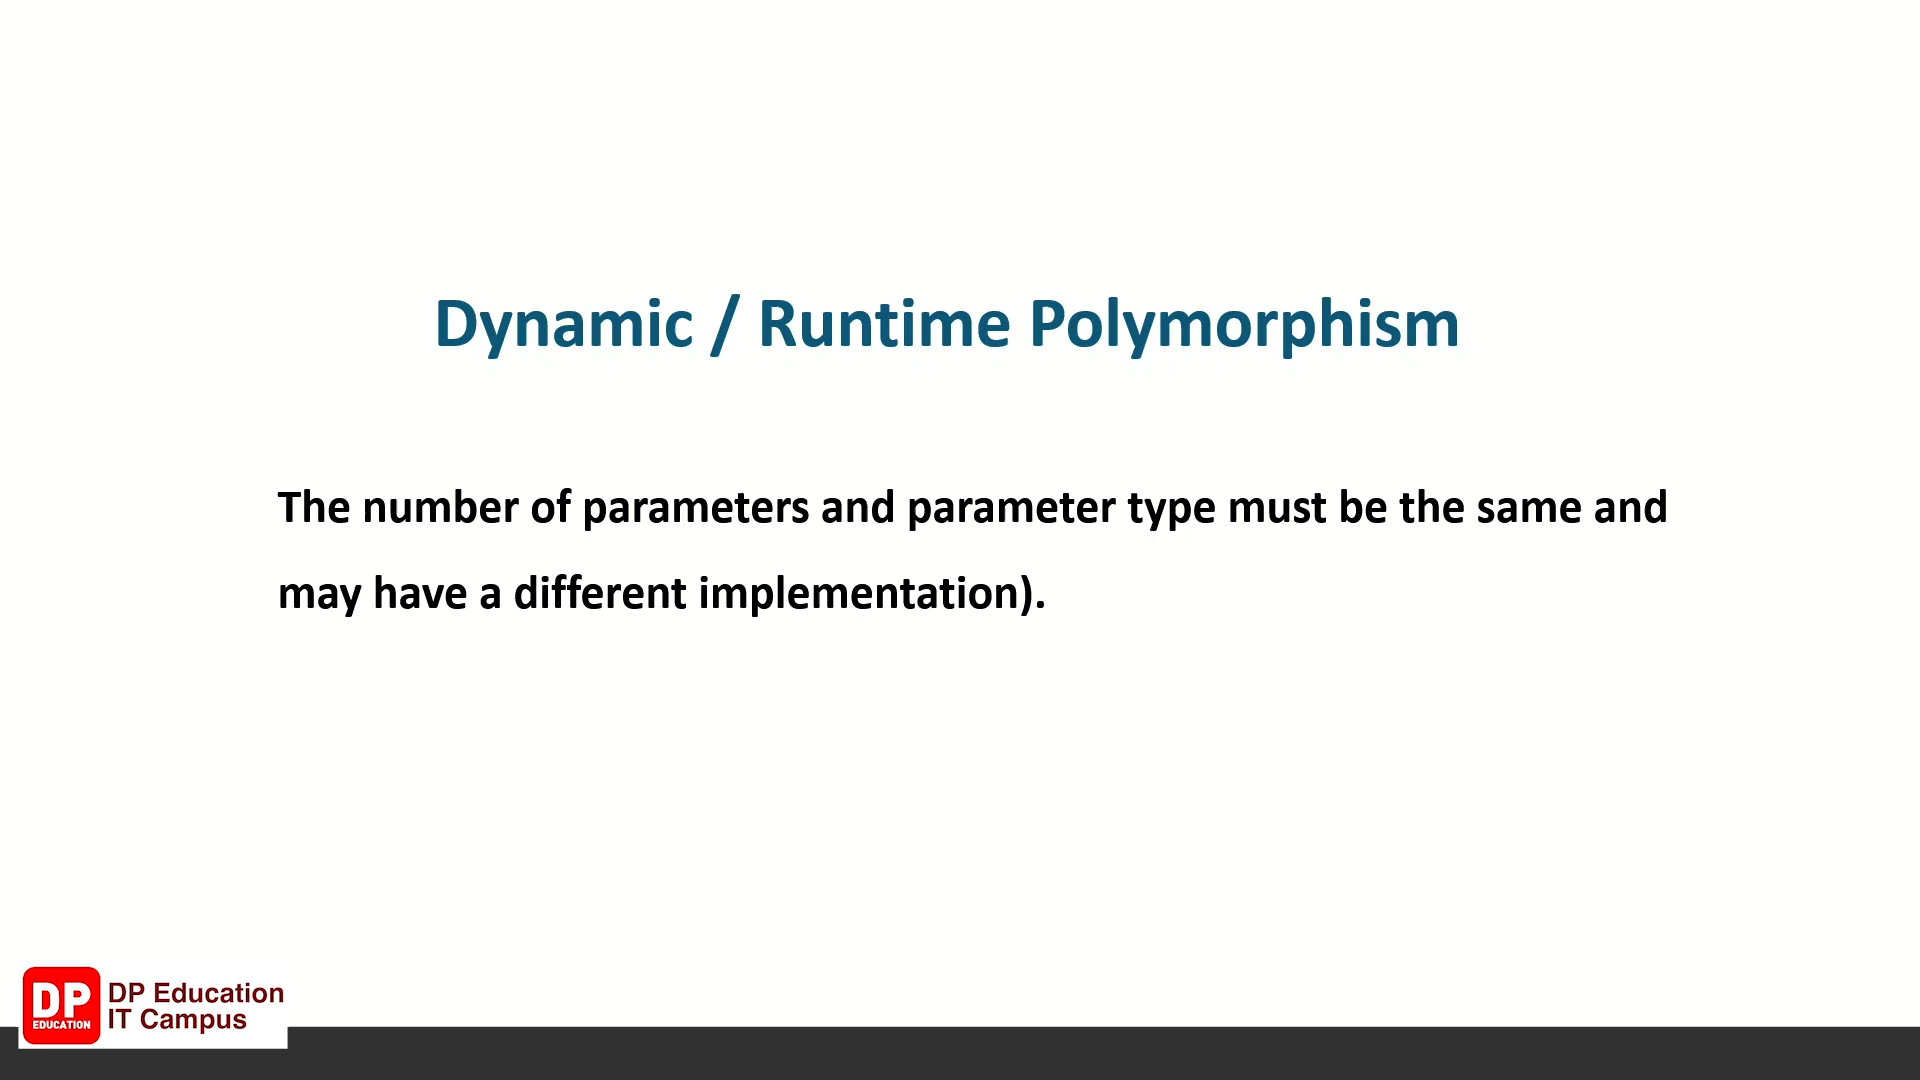 Dynamic / Runtime Polymorphism
The number of parameters and parameter type must be the same and
may have a different implementation).
DP
EDUCATION
DP Education
IT Campus